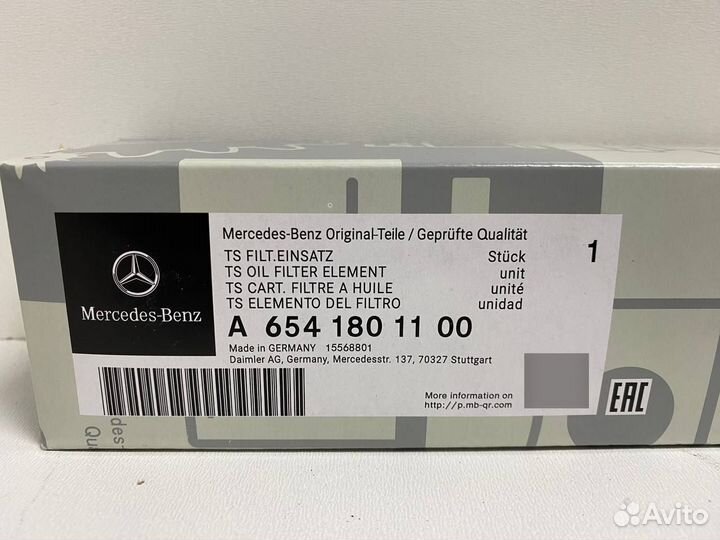 Mercedes-Benz Original-Teile / Geprüfte Qualität
TS FILT.EINSATZ Stück 1
TS OIL FILTER ELEMENT unit
TS CART. FILTRE A HUILE unité
TS ELEMENTO DEL FILTRO unidad
Mercedes-Benz
A 654 180 11 00
Made in GERMANY 15568801
Daimler AG, Germany, Mercedesstr. 137, 70327 Stuttgart
More information on
http://p.mb-qr.com
EAC
Avito